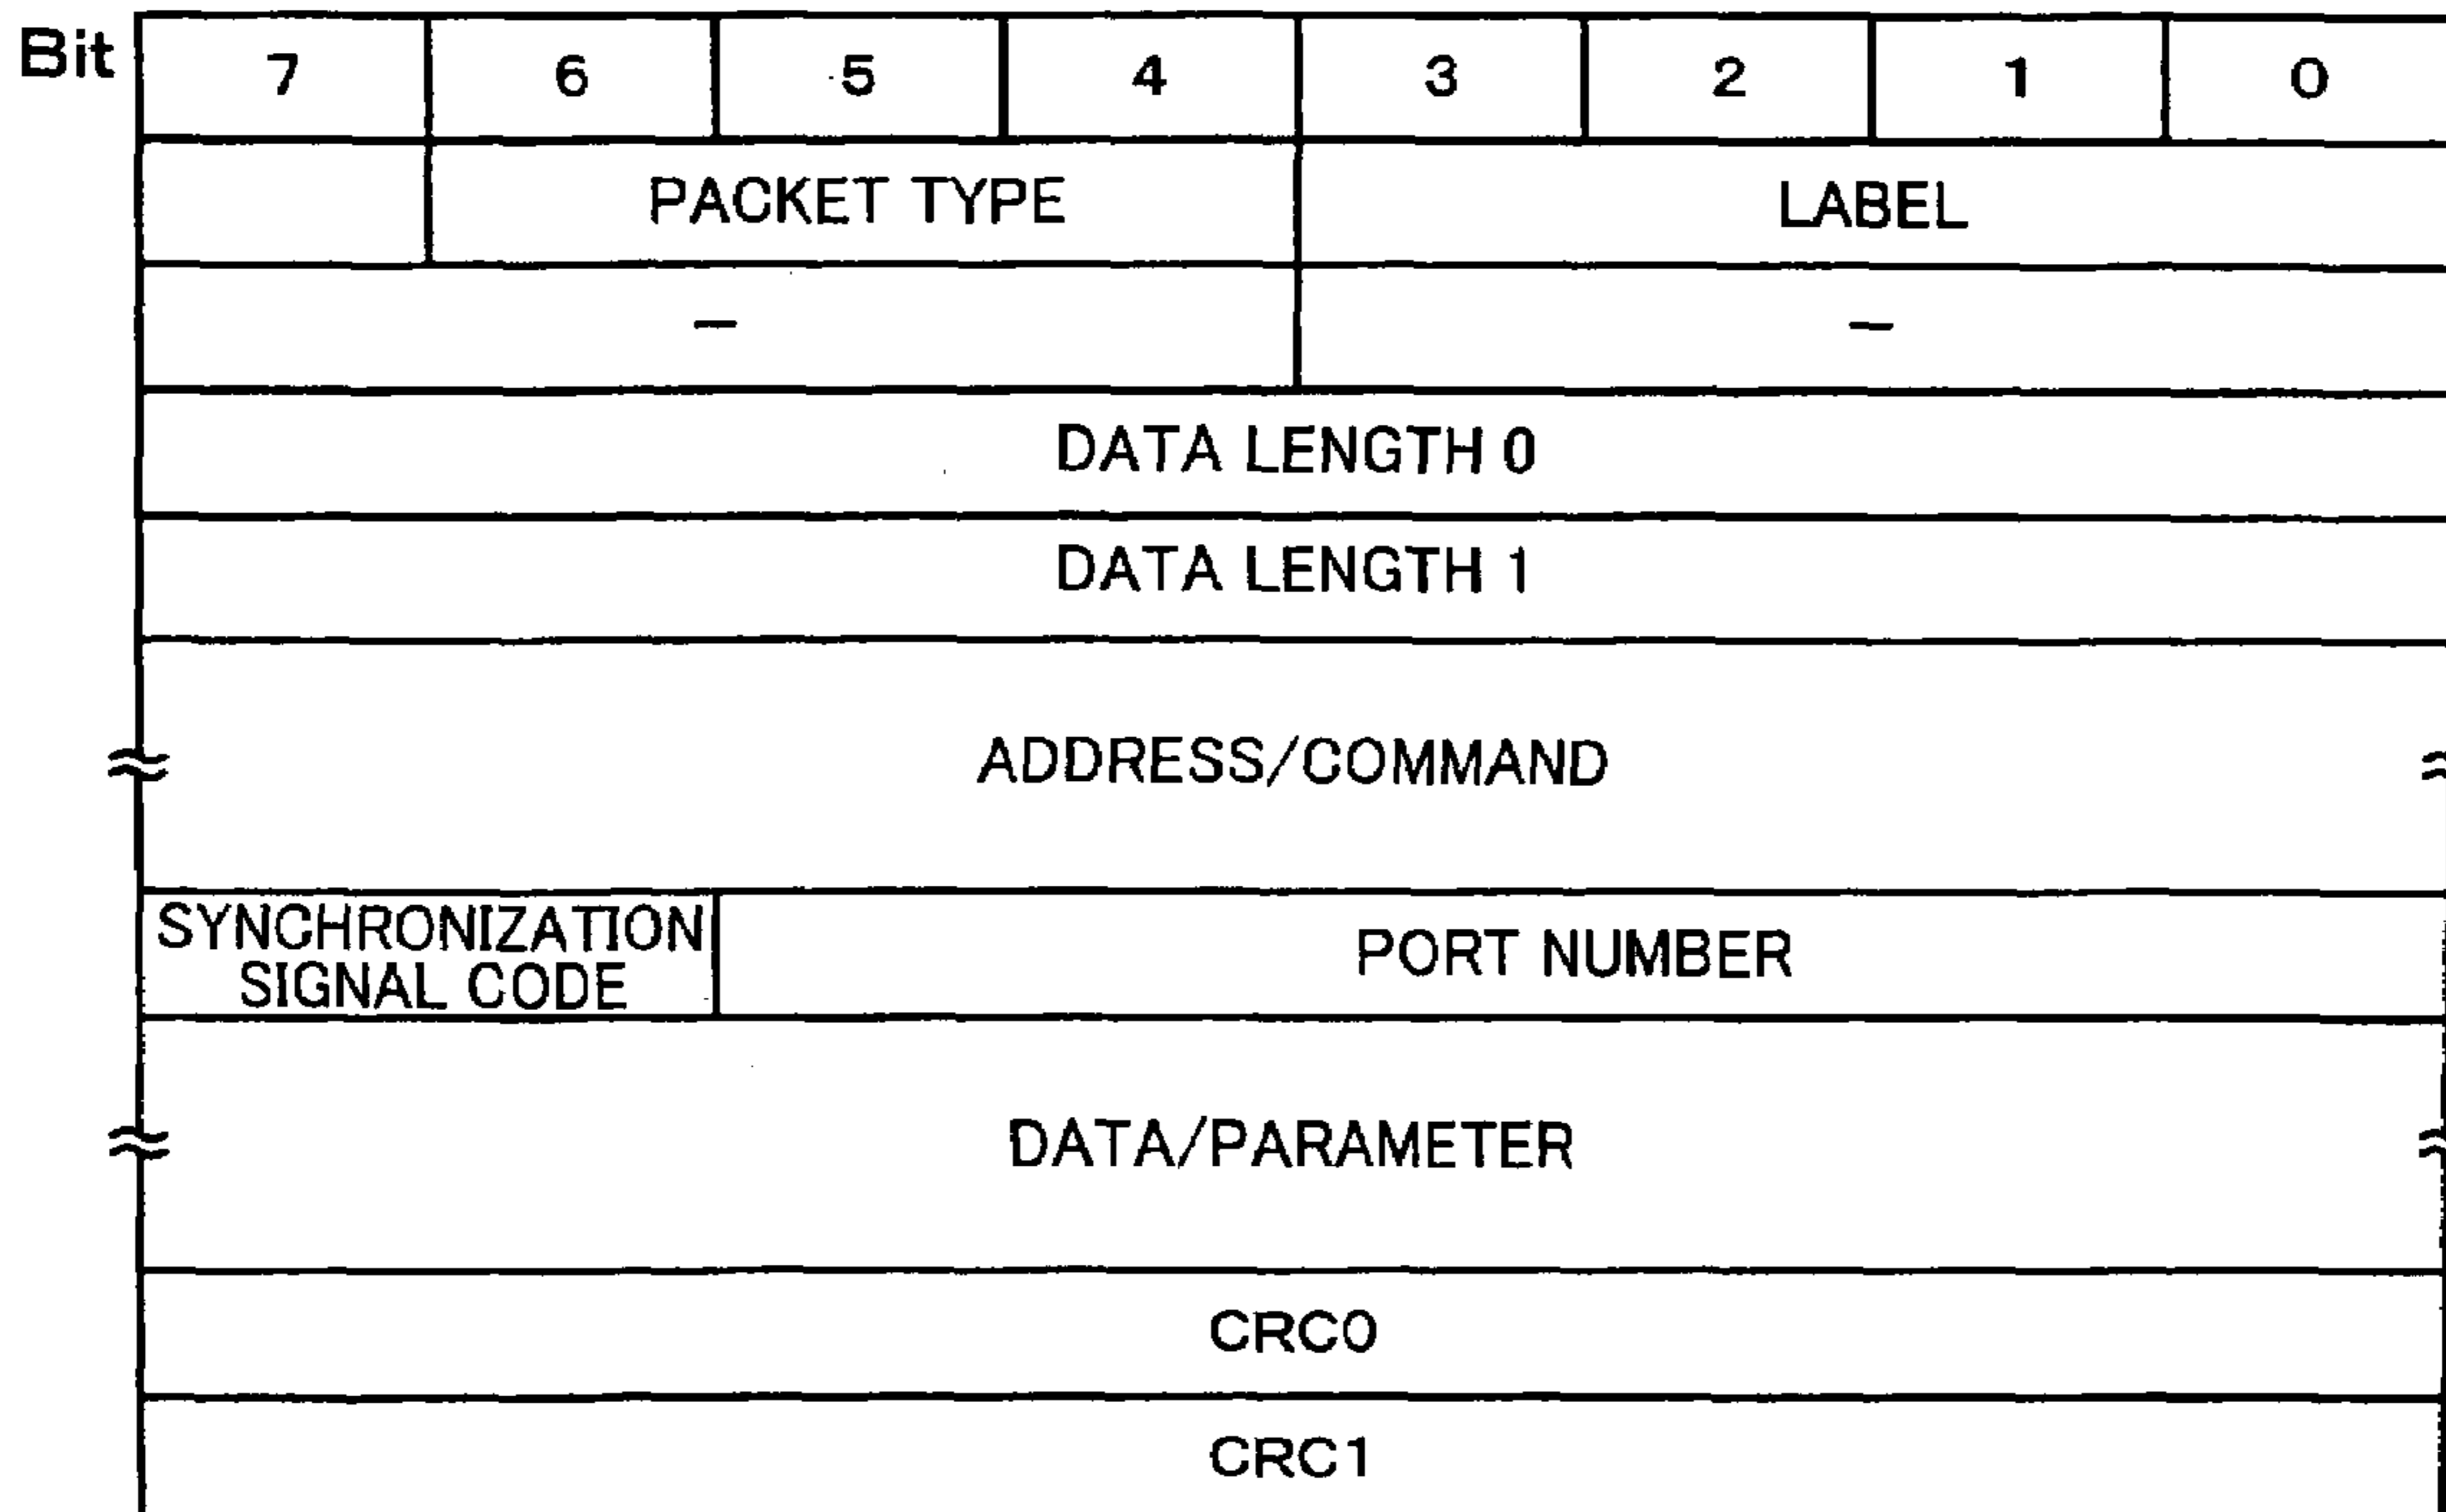 Bit 7 6 5 4 3 2 1 0
PACKET TYPE LABEL
– –
DATA LENGTH 0
DATA LENGTH 1
ADDRESS/COMMAND
SYNCHRONIZATION
SIGNAL CODE
PORT NUMBER
DATA/PARAMETER
CRC0
CRC1